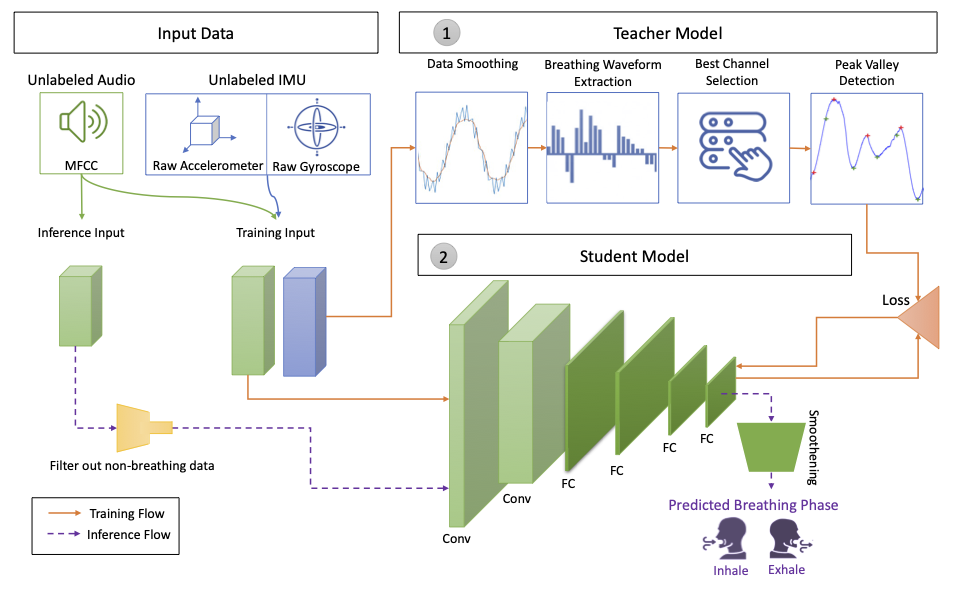 Input Data
1
Teacher Model
Unlabeled Audio
Unlabeled IMU
Data Smoothing
Breathing Waveform
Extraction
Best Channel
Selection
Peak Valley
Detection
MFCC
Raw Accelerometer
Raw Gyroscope
Inference Input
Training Input
2
Student Model
Loss
Filter out non-breathing data
Conv
Conv
FC
FC
FC
FC
Smoothening
Predicted Breathing Phase
Inhale
Exhale
Training Flow
Inference Flow